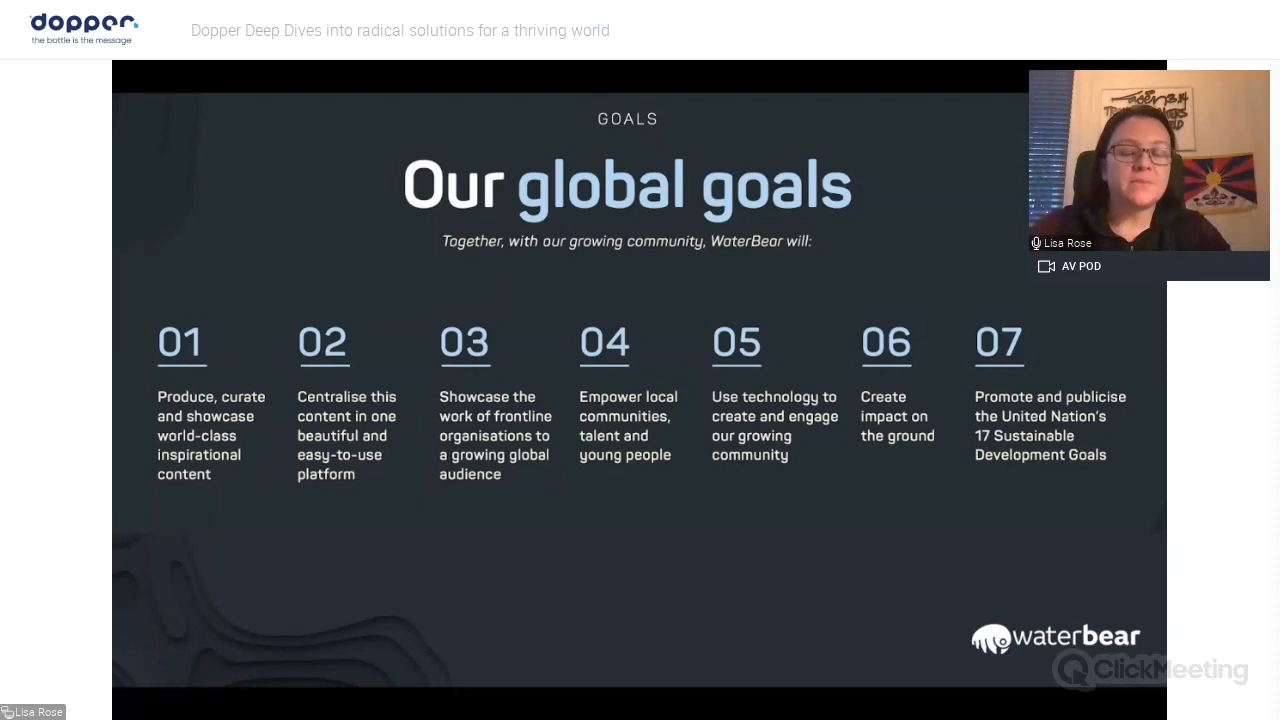 dopper
the bottle is the message
Dopper Deep Dives into radical solutions for a thriving world
GOALS
Our global goals
Together, with our growing community, WaterBear will:
01
Produce, curate
and showcase
world-class
inspirational
content
02
Centralise this
content in one
beautiful and
easy-to-use
platform
03
Showcase the
work of frontline
organisations to
a growing global
audience
04
Empower local
communities,
talent and
young people
05
Use technology to
create and engage
our growing
community
06
Create
impact on
the ground
07
Promote and publicise
the United Nation's
17 Sustainable
Development Goals
Lisa Rose
AV POD
waterbear
ClickMeeting
Lisa Rose